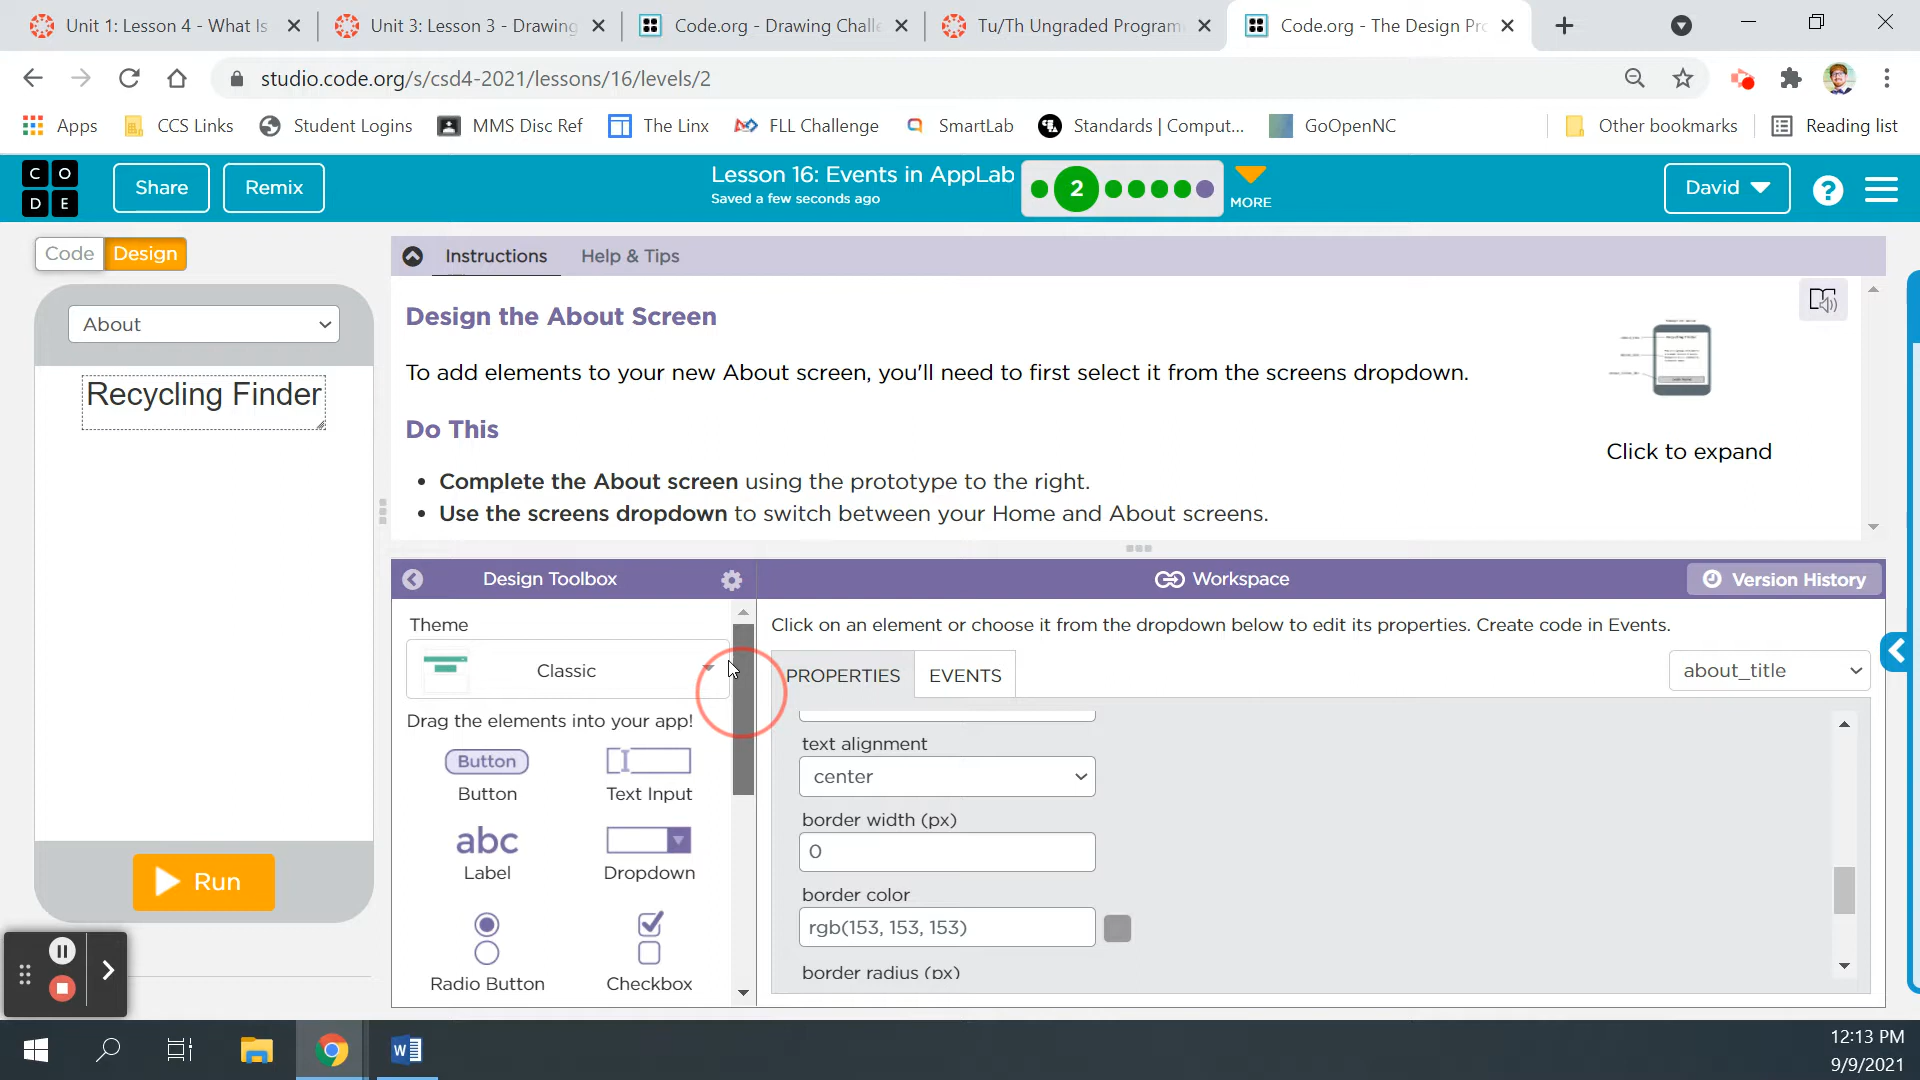 Unit 1: Lesson 4 - What Is
Unit 3: Lesson 3 - Drawing
Code.org - Drawing Challe
Tu/Th Ungraded Program
Code.org - The Design Pro
studio.code.org/s/csd4-2021/lessons/16/levels/2
Apps
CCS Links
Student Logins
MMS Disc Ref
The Linx
FLL Challenge
SmartLab
Standards | Comput...
GoOpenNC
Other bookmarks
Reading list
C O
D E
Share
Remix
Lesson 16: Events in AppLab
Saved a few seconds ago
2
MORE
David
?
Code
Design
Instructions
Help & Tips
About
Recycling Finder
Run
Design the About Screen
To add elements to your new About screen, you'll need to first select it from the screens dropdown.
Do This
• Complete the About screen using the prototype to the right.
• Use the screens dropdown to switch between your Home and About screens.
Click to expand
Design Toolbox
Workspace
Version History
Theme
Classic
Drag the elements into your app!
Button
Button
Text Input
abc
Label
Dropdown
Radio Button
Checkbox
Click on an element or choose it from the dropdown below to edit its properties. Create code in Events.
PROPERTIES
EVENTS
about_title
text alignment
center
border width (px)
0
border color
rgb(153, 153, 153)
border radius (px)
12:13 PM
9/9/2021